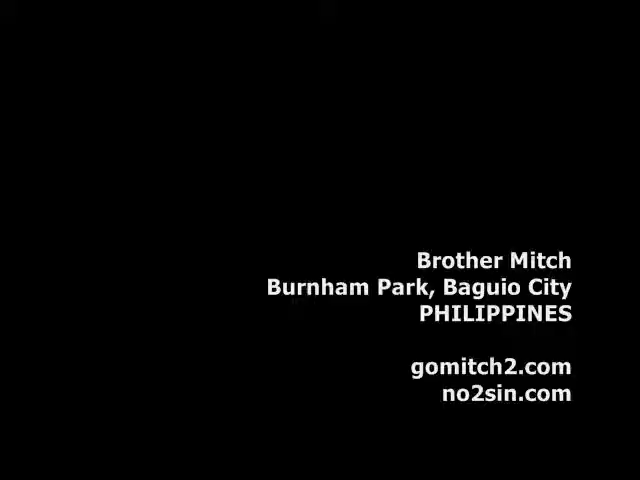 Brother Mitch
Burnham Park, Baguio City
PHILIPPINES
gomitch2.com
no2sin.com